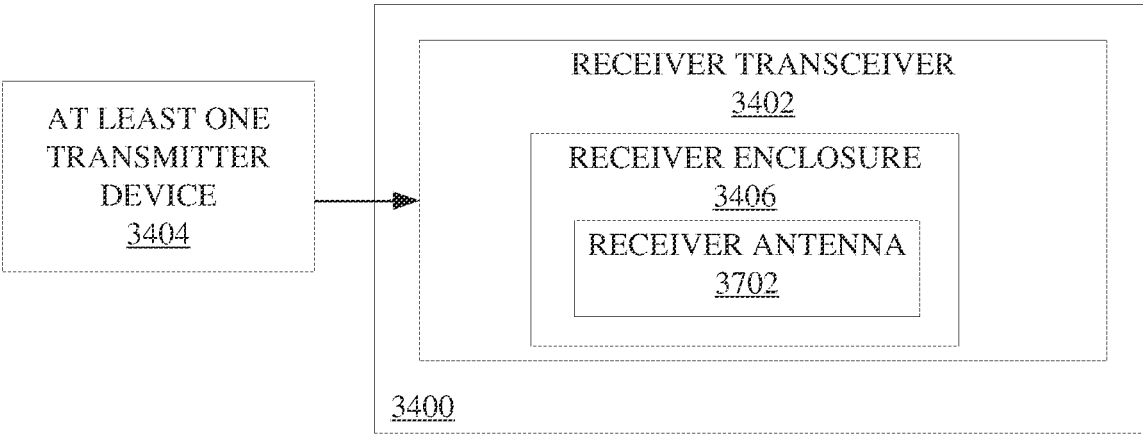 AT LEAST ONE
TRANSMITTER
DEVICE
3404
RECEIVER TRANSCEIVER
3402
RECEIVER ENCLOSURE
3406
RECEIVER ANTENNA
3702
3400